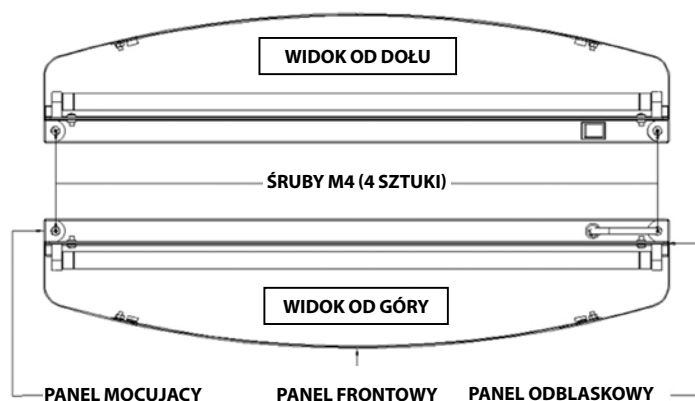 WIDOK OD DOŁU
ŚRUBY M4 (4 SZTUKI)
WIDOK OD GÓRY
PANEL MOCUJACY PANEL FRONTOWY PANEL ODBLASKOWY